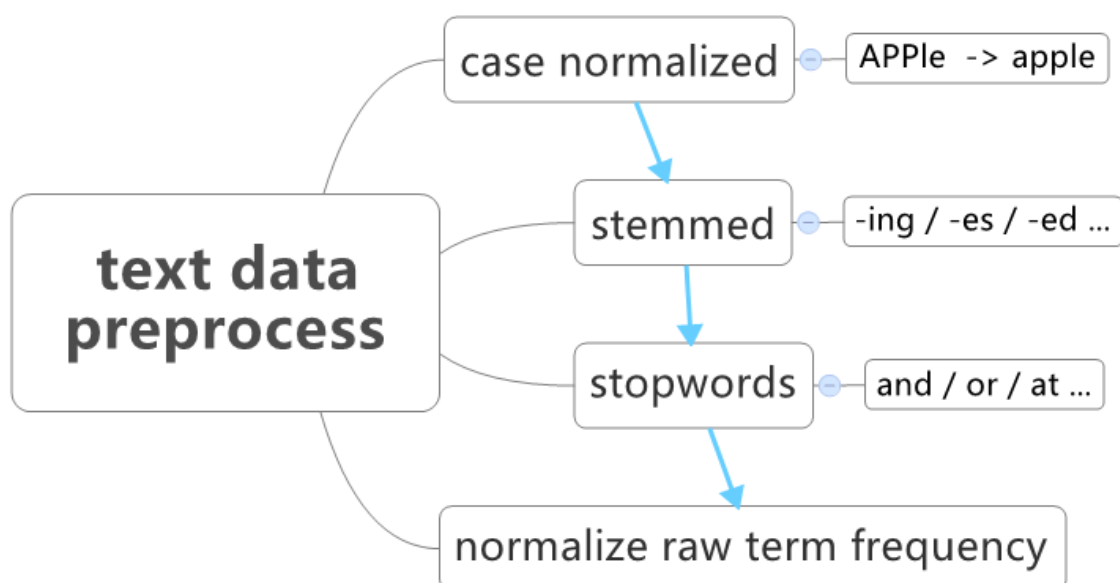 text data
preprocess
case normalized
APPle -> apple
stemmed
-ing / -es / -ed ...
stopwords
and / or / at ...
normalize raw term frequency